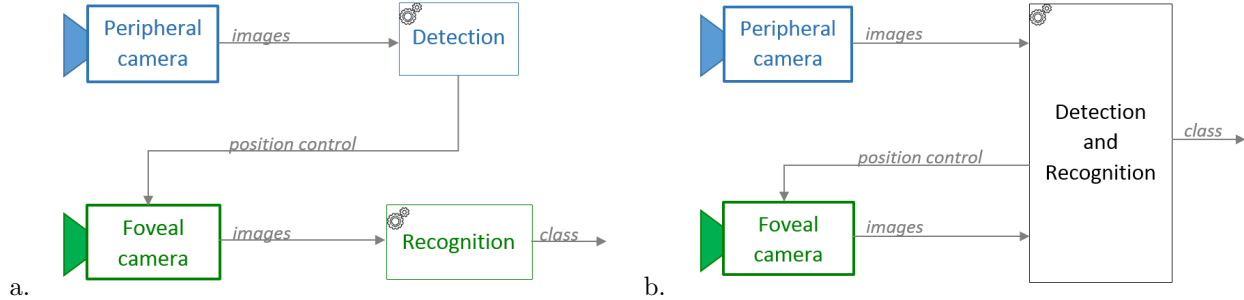 Peripheral
camera
images
Detection
position control
Foveal
camera
images
Recognition
class
a.
Peripheral
camera
images
Detection
and
Recognition
class
position control
Foveal
camera
images
b.